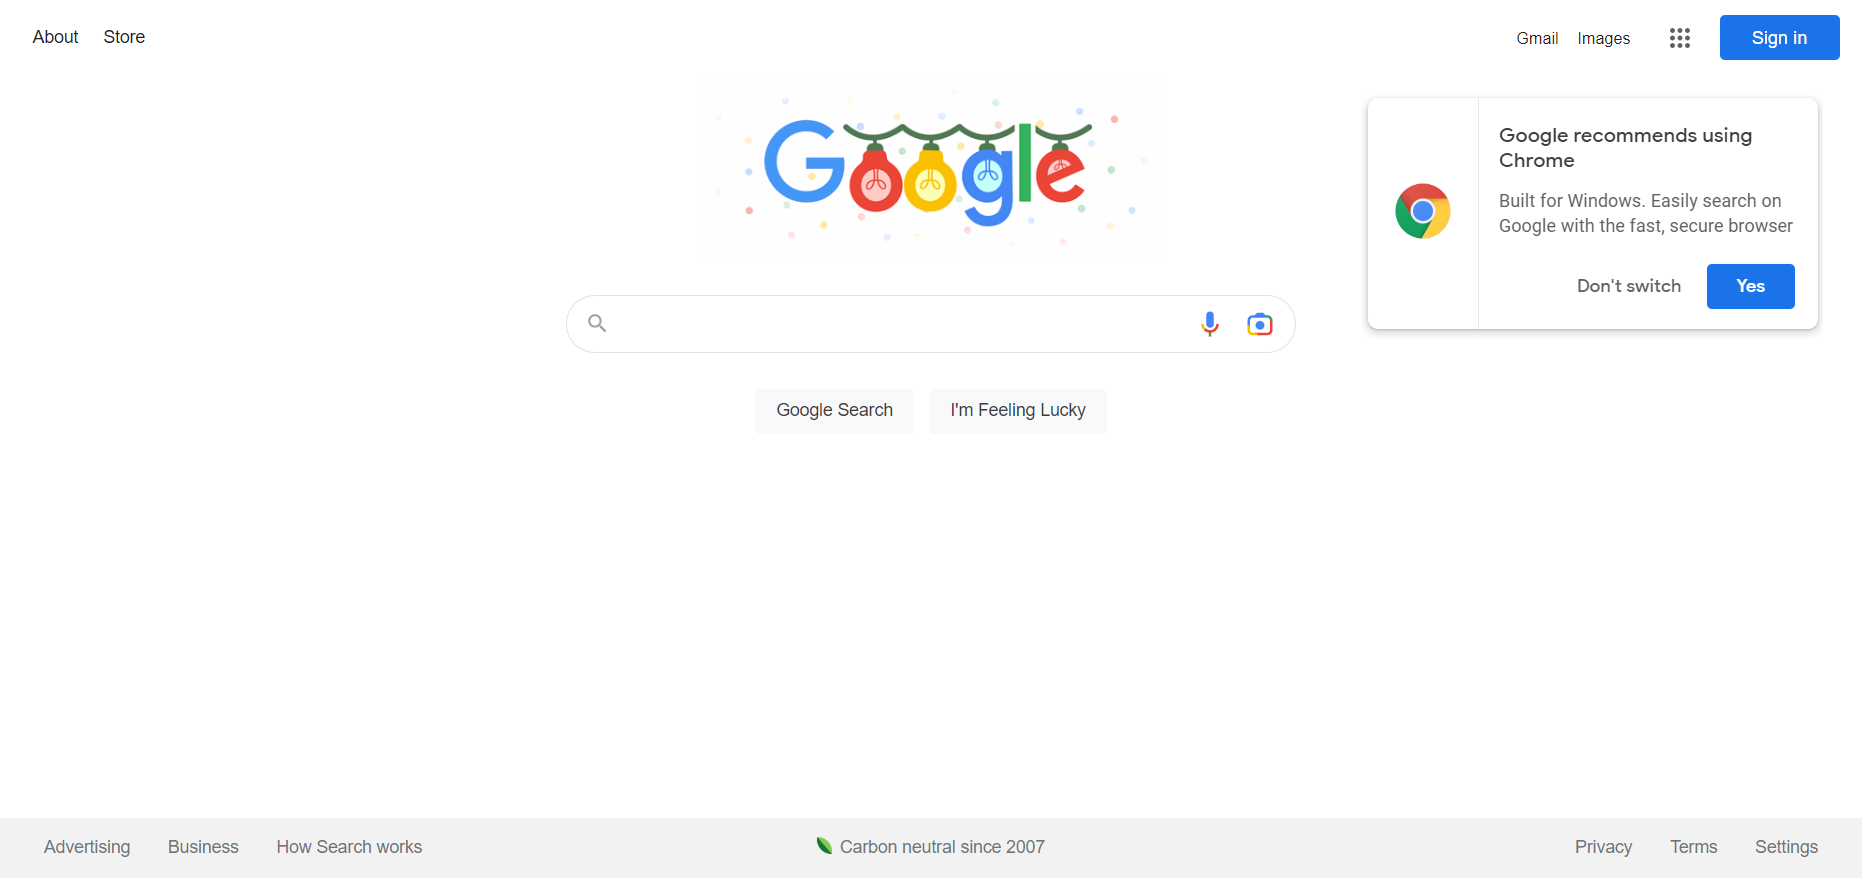 About Store
Gmail Images Sign in
Google
Google recommends using
Chrome
Built for Windows. Easily search on
Google with the fast, secure browser
Don't switch Yes
Google Search I'm Feeling Lucky
Advertising Business How Search works
Carbon neutral since 2007
Privacy Terms Settings